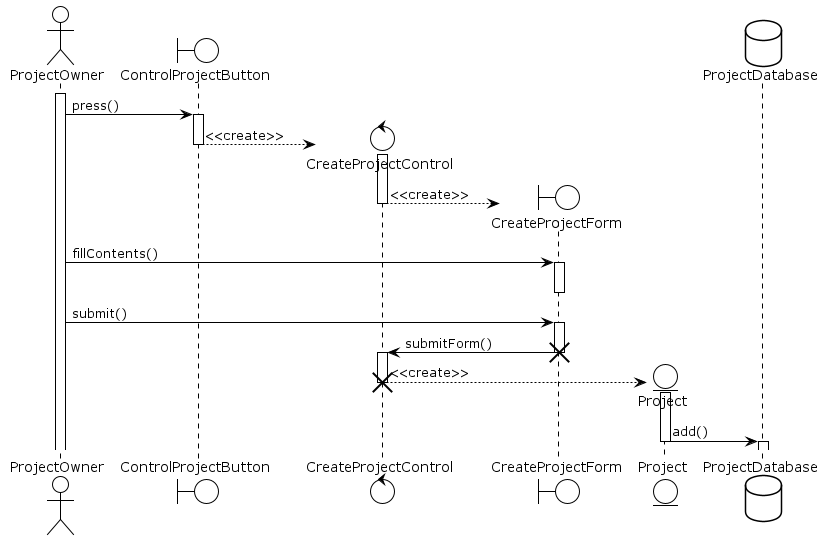 ProjectOwner
ControlProjectButton
ProjectDatabase
press()
<<create>>
CreateProjectControl
<<create>>
CreateProjectForm
fillContents()
submit()
submitForm()
<<create>>
Project
add()
ProjectOwner
ControlProjectButton
CreateProjectControl
CreateProjectForm
Project
ProjectDatabase